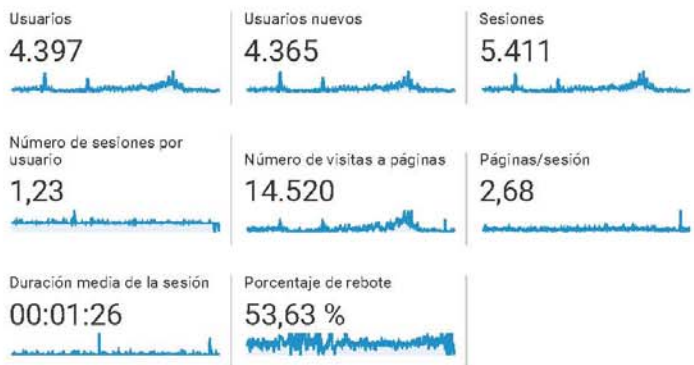 Usuarios
4.397
Usuarios nuevos
4.365
Sesiones
5.411
Número de sesiones por
usuario
1,23
Número de visitas a páginas
14.520
Páginas/sesión
2,68
Duración media de la sesión
00:01:26
Porcentaje de rebote
53,63 %